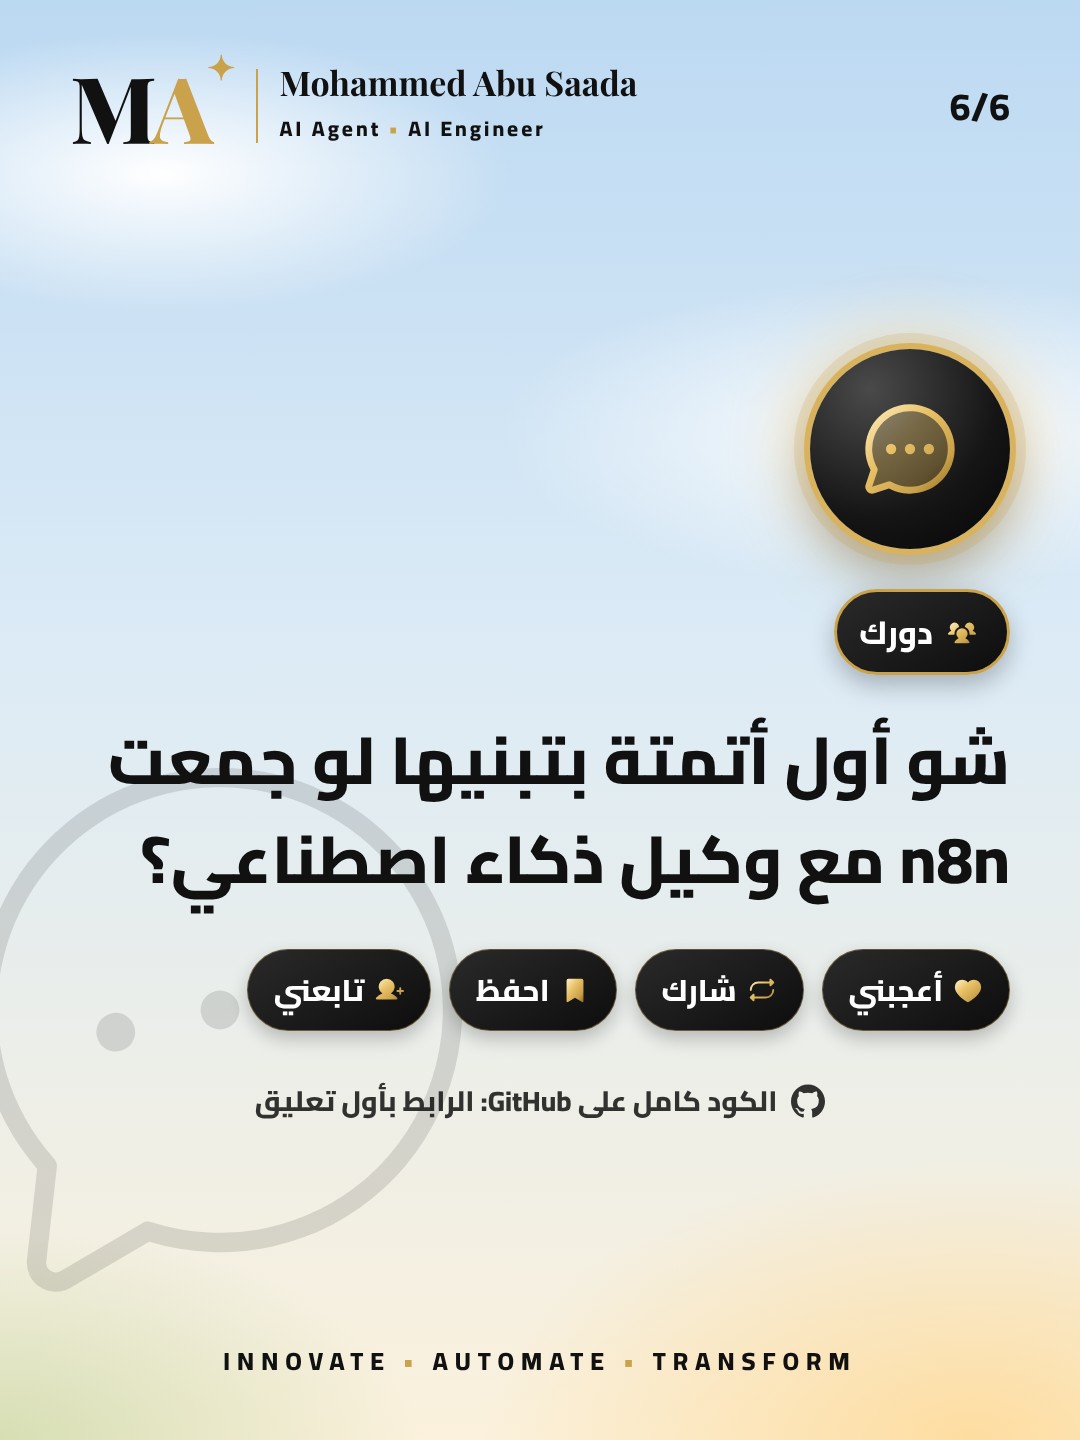 MA
Mohammed Abu Saada
AI Agent ▪ AI Engineer
6/6
دورك
شو أول أتمتة بتبنيها لو جمعت
n8n مع وكيل ذكاء اصطناعي؟
أعجبني
شارك
احفظ
تابعني
الكود كامل على GitHub: الرابط بأول تعليق
INNOVATE ▪ AUTOMATE ▪ TRANSFORM